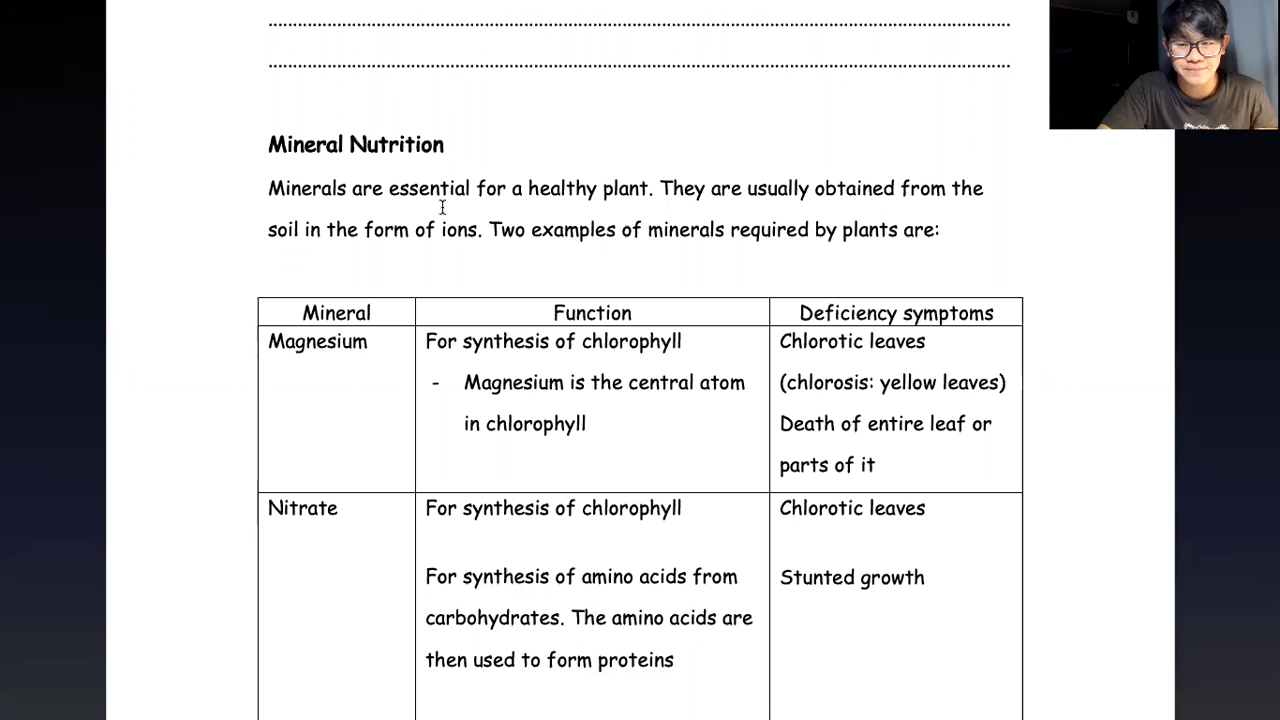 Mineral Nutrition
Minerals are essential for a healthy plant. They are usually obtained from the
soil in the form of ions. Two examples of minerals required by plants are:
Mineral Function Deficiency symptoms
Magnesium For synthesis of chlorophyll Chlorotic leaves
- Magnesium is the central atom (chlorosis: yellow leaves)
in chlorophyll Death of entire leaf or
parts of it
Nitrate For synthesis of chlorophyll Chlorotic leaves
For synthesis of amino acids from Stunted growth
carbohydrates. The amino acids are
then used to form proteins